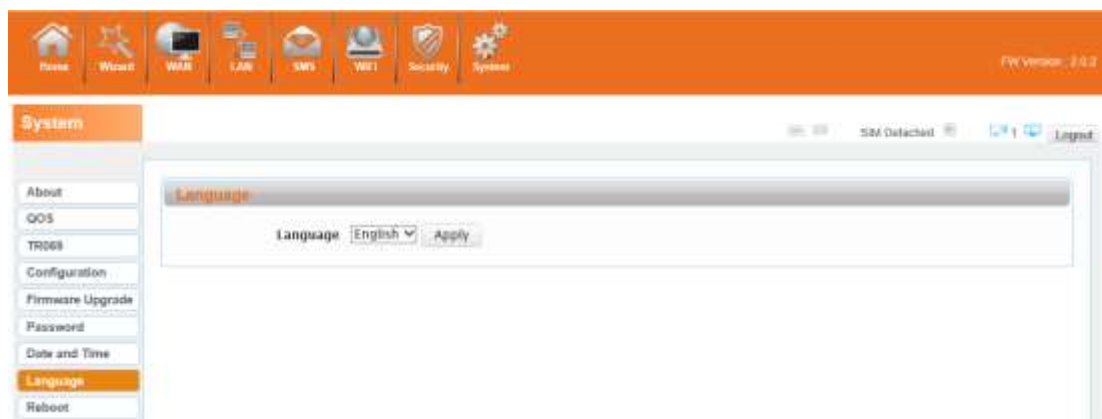 Home Wizard WAN LAN SMS WIFI Security System
FW Version : 2.0.2
System
SIM Detached 1 Logout
About
QOS
TR069
Configuration
Firmware Upgrade
Password
Date and Time
Language
Reboot
Language
Language English Apply